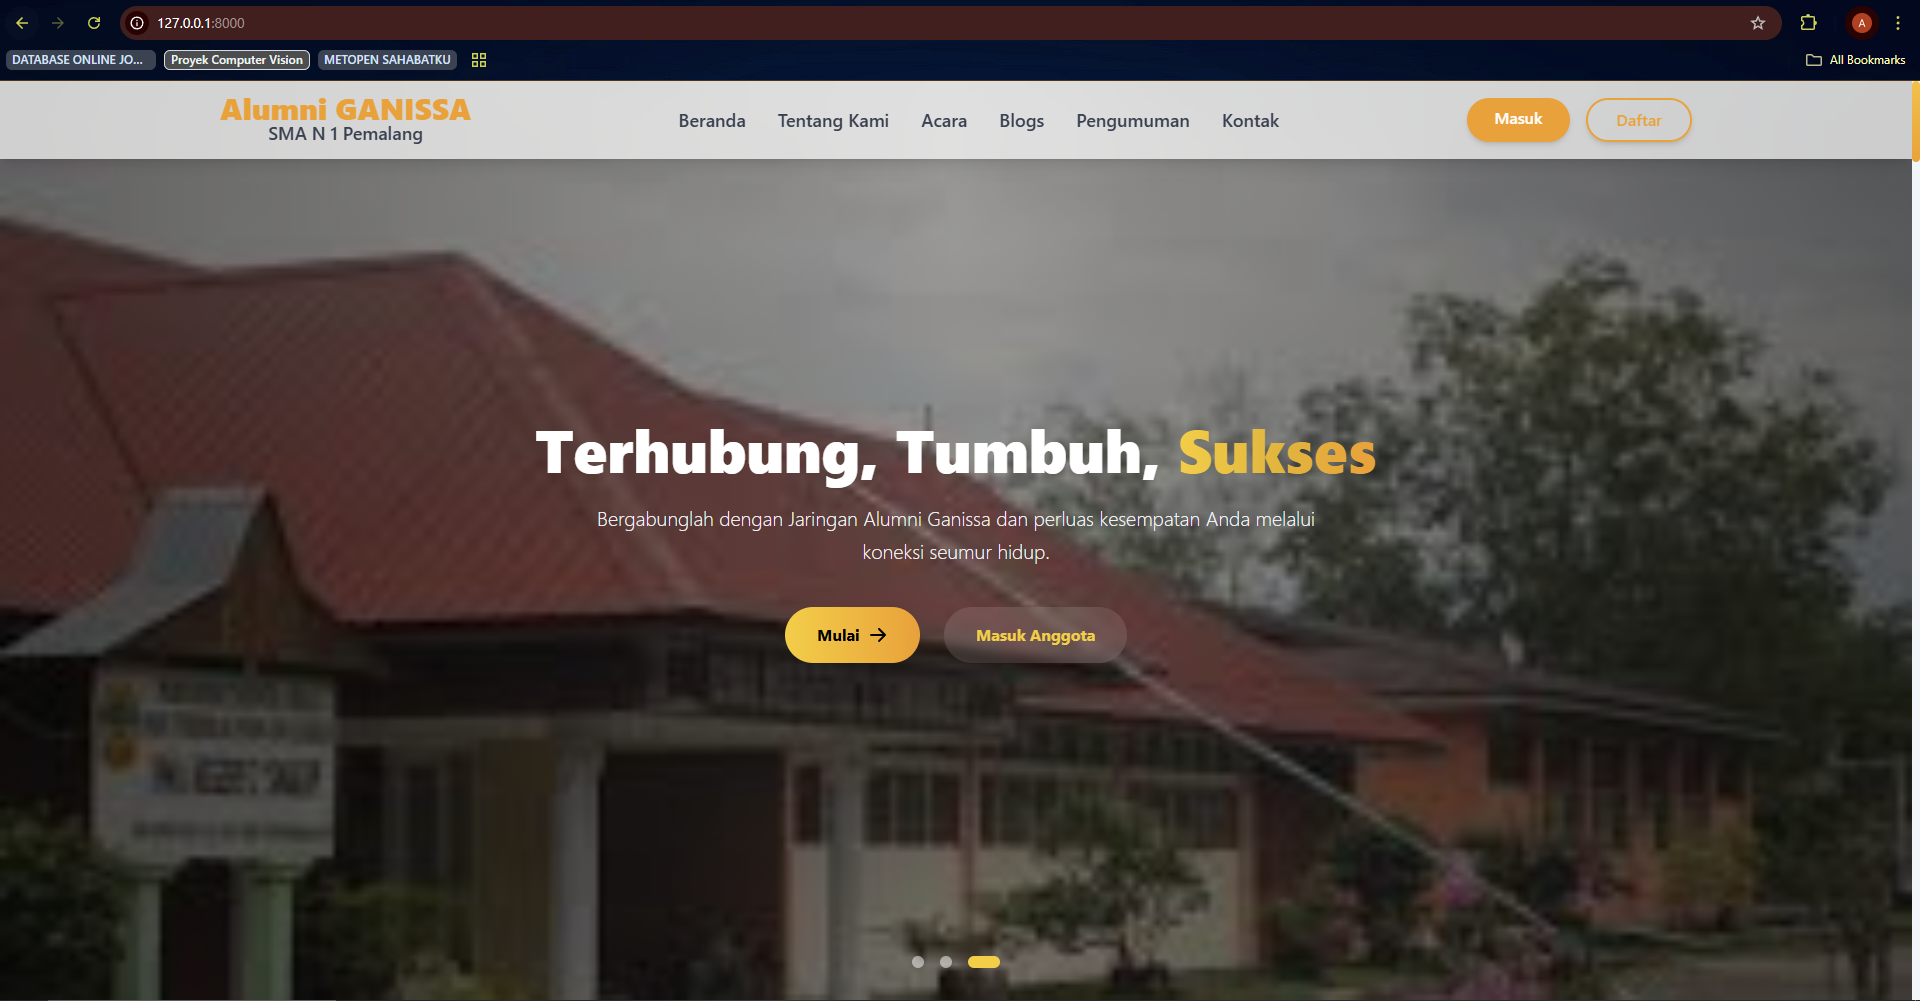 127.0.0.1:8000
DATABASE ONLINE JO...
Proyek Computer Vision
METOPEN SAHABATKU
All Bookmarks
A
Alumni GANISSA
SMA N 1 Pemalang
Beranda
Tentang Kami
Acara
Blogs
Pengumuman
Kontak
Masuk
Daftar
Terhubung, Tumbuh, Sukses
Bergabunglah dengan Jaringan Alumni Ganissa dan perluas kesempatan Anda melalui
koneksi seumur hidup.
Mulai
Masuk Anggota